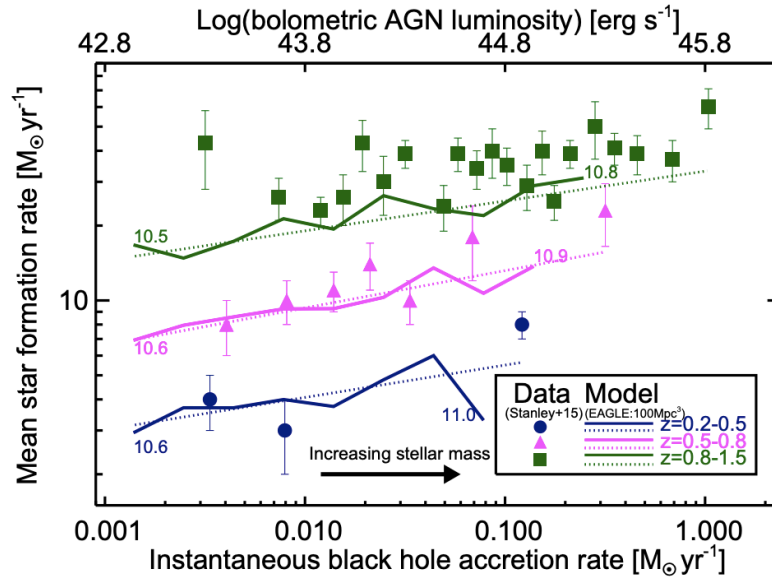 Log(bolometric AGN luminosity) [erg s⁻¹]
42.8 43.8 44.8 45.8
Mean star formation rate [M⊙yr⁻¹]
10
10.5
10.8
10.6
10.9
10.6
11.0
Increasing stellar mass
Data Model
(Stanley+15) (EAGLE:100Mpc³)
z=0.2-0.5
z=0.5-0.8
z=0.8-1.5
0.001 0.010 0.100 1.000
Instantaneous black hole accretion rate [M⊙ yr⁻¹]